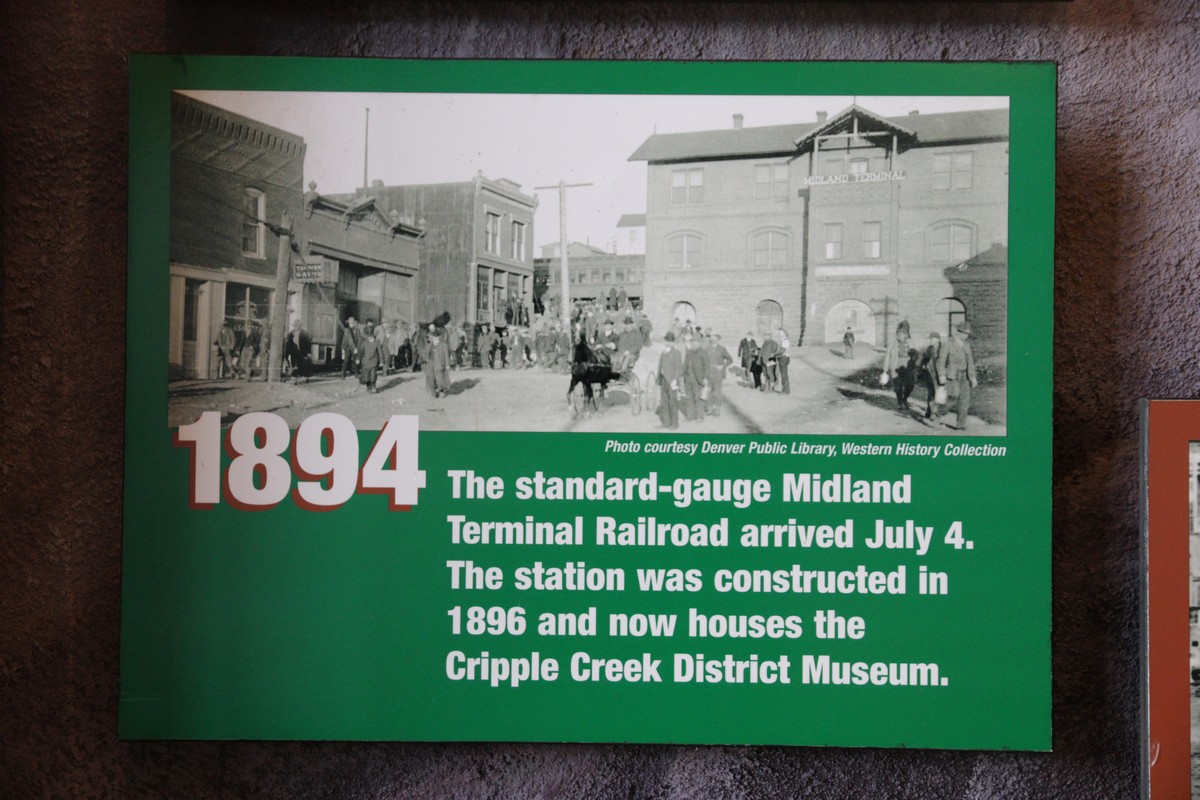 MIDLAND TERMINAL
Photo courtesy Denver Public Library, Western History Collection
1894
The standard-gauge Midland
Terminal Railroad arrived July 4.
The station was constructed in
1896 and now houses the
Cripple Creek District Museum.